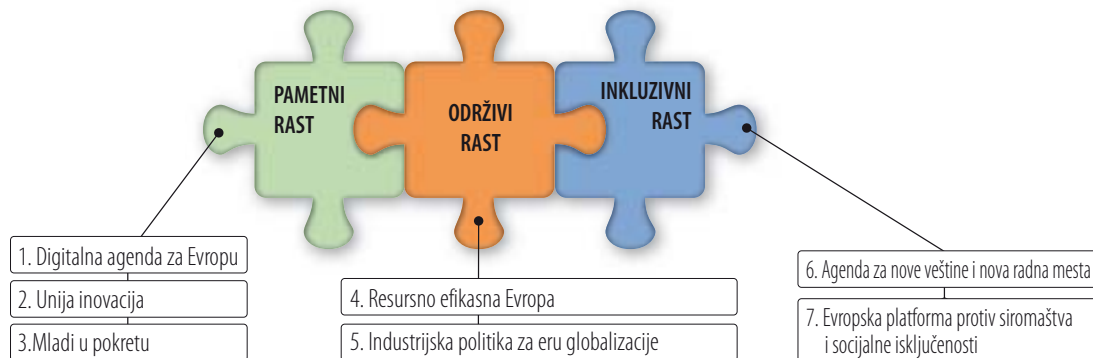 PAMETNI
RAST
ODRŽIVI
RAST
INKLUZIVNI
RAST
1. Digitalna agenda za Evropu
2. Unija inovacija
3.Mladi u pokretu
4. Resursno efikasna Evropa
5. Industrijska politika za eru globalizacije
6. Agenda za nove veštine i nova radna mesta
7. Evropska platforma protiv siromaštva
i socijalne isključenosti